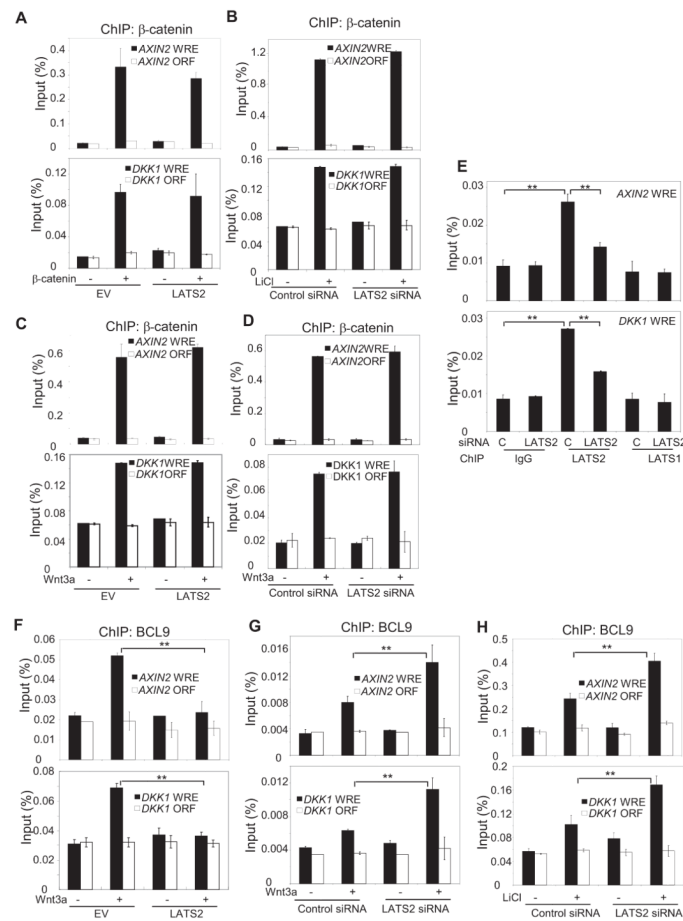 A
ChIP: β-catenin
AXIN2 WRE
AXIN2 ORF
Input (%)
0.4
0.3
0.2
0.1
0
DKK1 WRE
DKK1 ORF
Input (%)
0.12
0.08
0.04
0
β-catenin - + - +
EV LATS2
B
ChIP: β-catenin
AXIN2WRE
AXIN2ORF
Input (%)
1.2
1.0
0.6
0.2
0
DKK1WRE
DKK1ORF
Input (%)
0.16
0.12
0.08
0.04
0
LiCl - + - +
Control siRNA LATS2 siRNA
C
ChIP: β-catenin
AXIN2 WRE
AXIN2 ORF
Input (%)
0.6
0.4
0.2
0
DKK1WRE
DKK1ORF
Input (%)
0.16
0.12
0.08
0.04
0
Wnt3a - + - +
EV LATS2
D
ChIP: β-catenin
AXIN2WRE
AXIN2ORF
Input (%)
0.6
0.4
0.2
0
DKK1 WRE
DKK1 ORF
Input (%)
0.08
0.06
0.04
0.02
0
Wnt3a - + - +
Control siRNA LATS2 siRNA
E
AXIN2 WRE
** **
Input (%)
0.03
0.02
0.01
0
DKK1 WRE
** **
Input (%)
0.03
0.02
0.01
0
siRNA C LATS2 C LATS2 C LATS2
ChIP IgG LATS2 LATS1
F
ChIP: BCL9
**
AXIN2 WRE
AXIN2 ORF
Input (%)
0.06
0.05
0.04
0.03
0.02
0.01
0
**
DKK1 WRE
DKK1 ORF
Input (%)
0.08
0.06
0.04
0.02
0
Wnt3a - + - +
EV LATS2
G
ChIP: BCL9
**
AXIN2 WRE
AXIN2 ORF
Input (%)
0.016
0.012
0.008
0.004
0
**
DKK1 WRE
DKK1 ORF
Input (%)
0.012
0.008
0.004
0
Wnt3a - + - +
Control siRNA LATS2 siRNA
H
ChIP: BCL9
**
AXIN2 WRE
AXIN2 ORF
Input (%)
0.5
0.4
0.3
0.2
0.1
0
**
DKK1 WRE
DKK1 ORF
Input (%)
0.20
0.16
0.12
0.08
0.04
0
LiCl - + - +
Control siRNA LATS2 siRNA